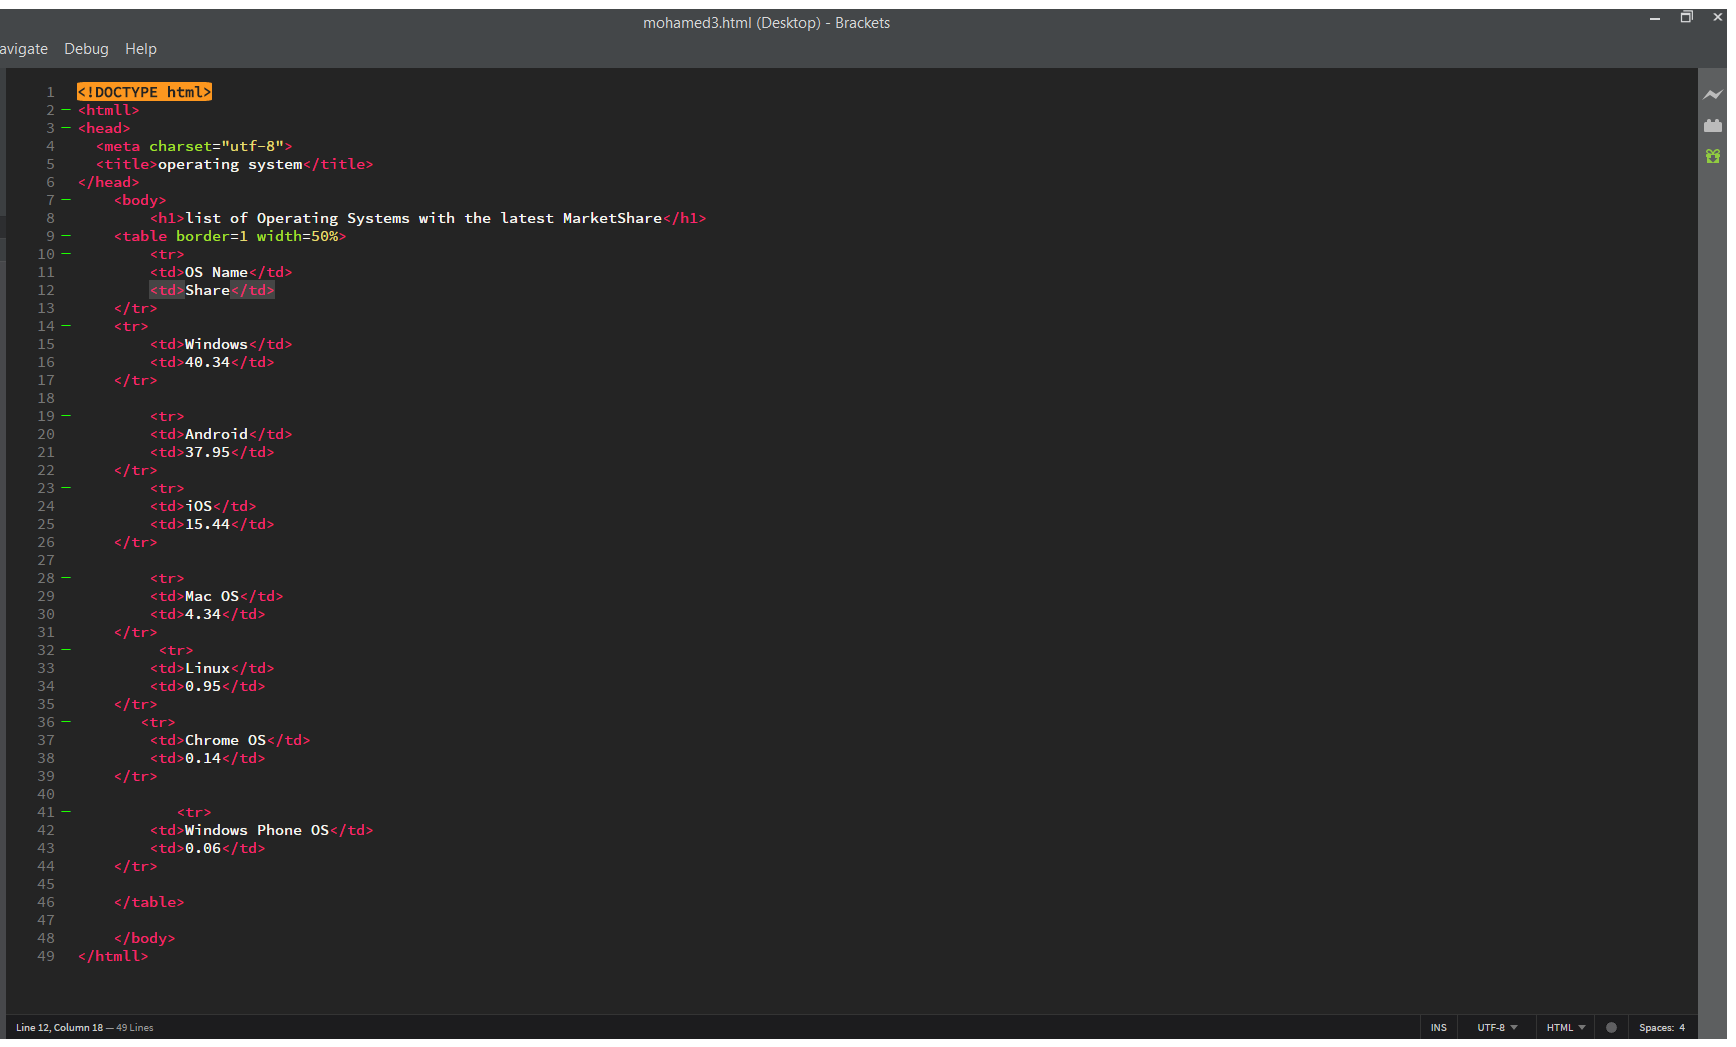 mohamed3.html (Desktop) - Brackets
avigate Debug Help
1 <!DOCTYPE html>
2 <htmll>
3 <head>
4 <meta charset="utf-8">
5 <title>operating system</title>
6 </head>
7 <body>
8 <h1>list of Operating Systems with the latest MarketShare</h1>
9 <table border=1 width=50%>
10 <tr>
11 <td>OS Name</td>
12 <td>Share</td>
13 </tr>
14 <tr>
15 <td>Windows</td>
16 <td>40.34</td>
17 </tr>
18
19 <tr>
20 <td>Android</td>
21 <td>37.95</td>
22 </tr>
23 <tr>
24 <td>iOS</td>
25 <td>15.44</td>
26 </tr>
27
28 <tr>
29 <td>Mac OS</td>
30 <td>4.34</td>
31 </tr>
32 <tr>
33 <td>Linux</td>
34 <td>0.95</td>
35 </tr>
36 <tr>
37 <td>Chrome OS</td>
38 <td>0.14</td>
39 </tr>
40
41 <tr>
42 <td>Windows Phone OS</td>
43 <td>0.06</td>
44 </tr>
45
46 </table>
47
48 </body>
49 </htmll>
Line 12, Column 18 — 49 Lines INS UTF-8 HTML Spaces: 4